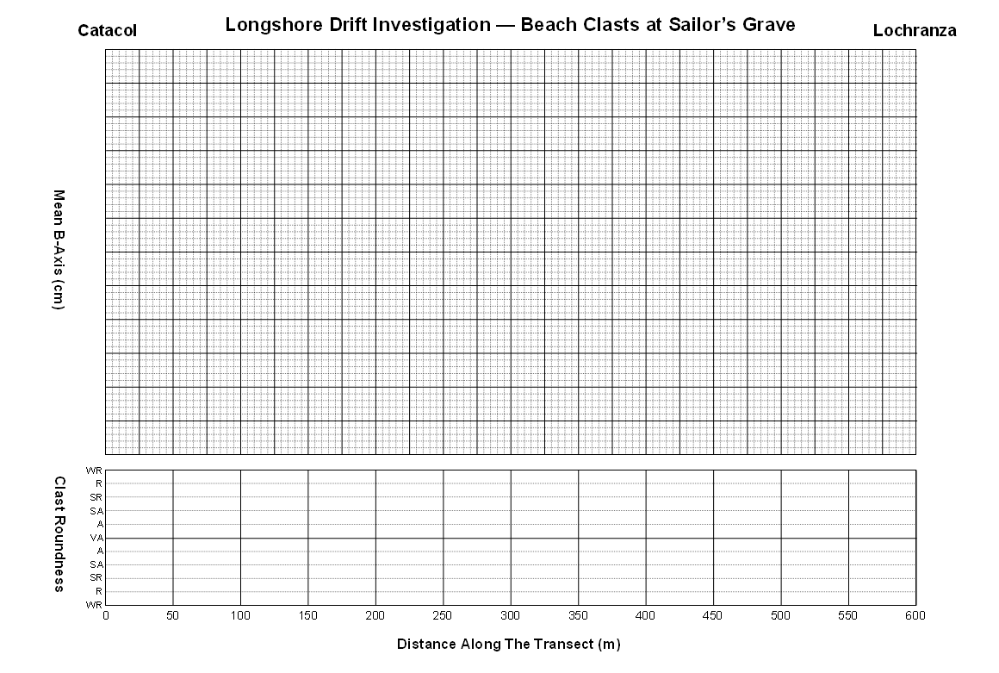 Longshore Drift Investigation — Beach Clasts at Sailor’s Grave
Catacol
Lochranza
Mean B-Axis (cm)
Clast Roundness
WR
R
SR
SA
A
VA
A
SA
SR
R
WR
0 50 100 150 200 250 300 350 400 450 500 550 600
Distance Along The Transect (m)